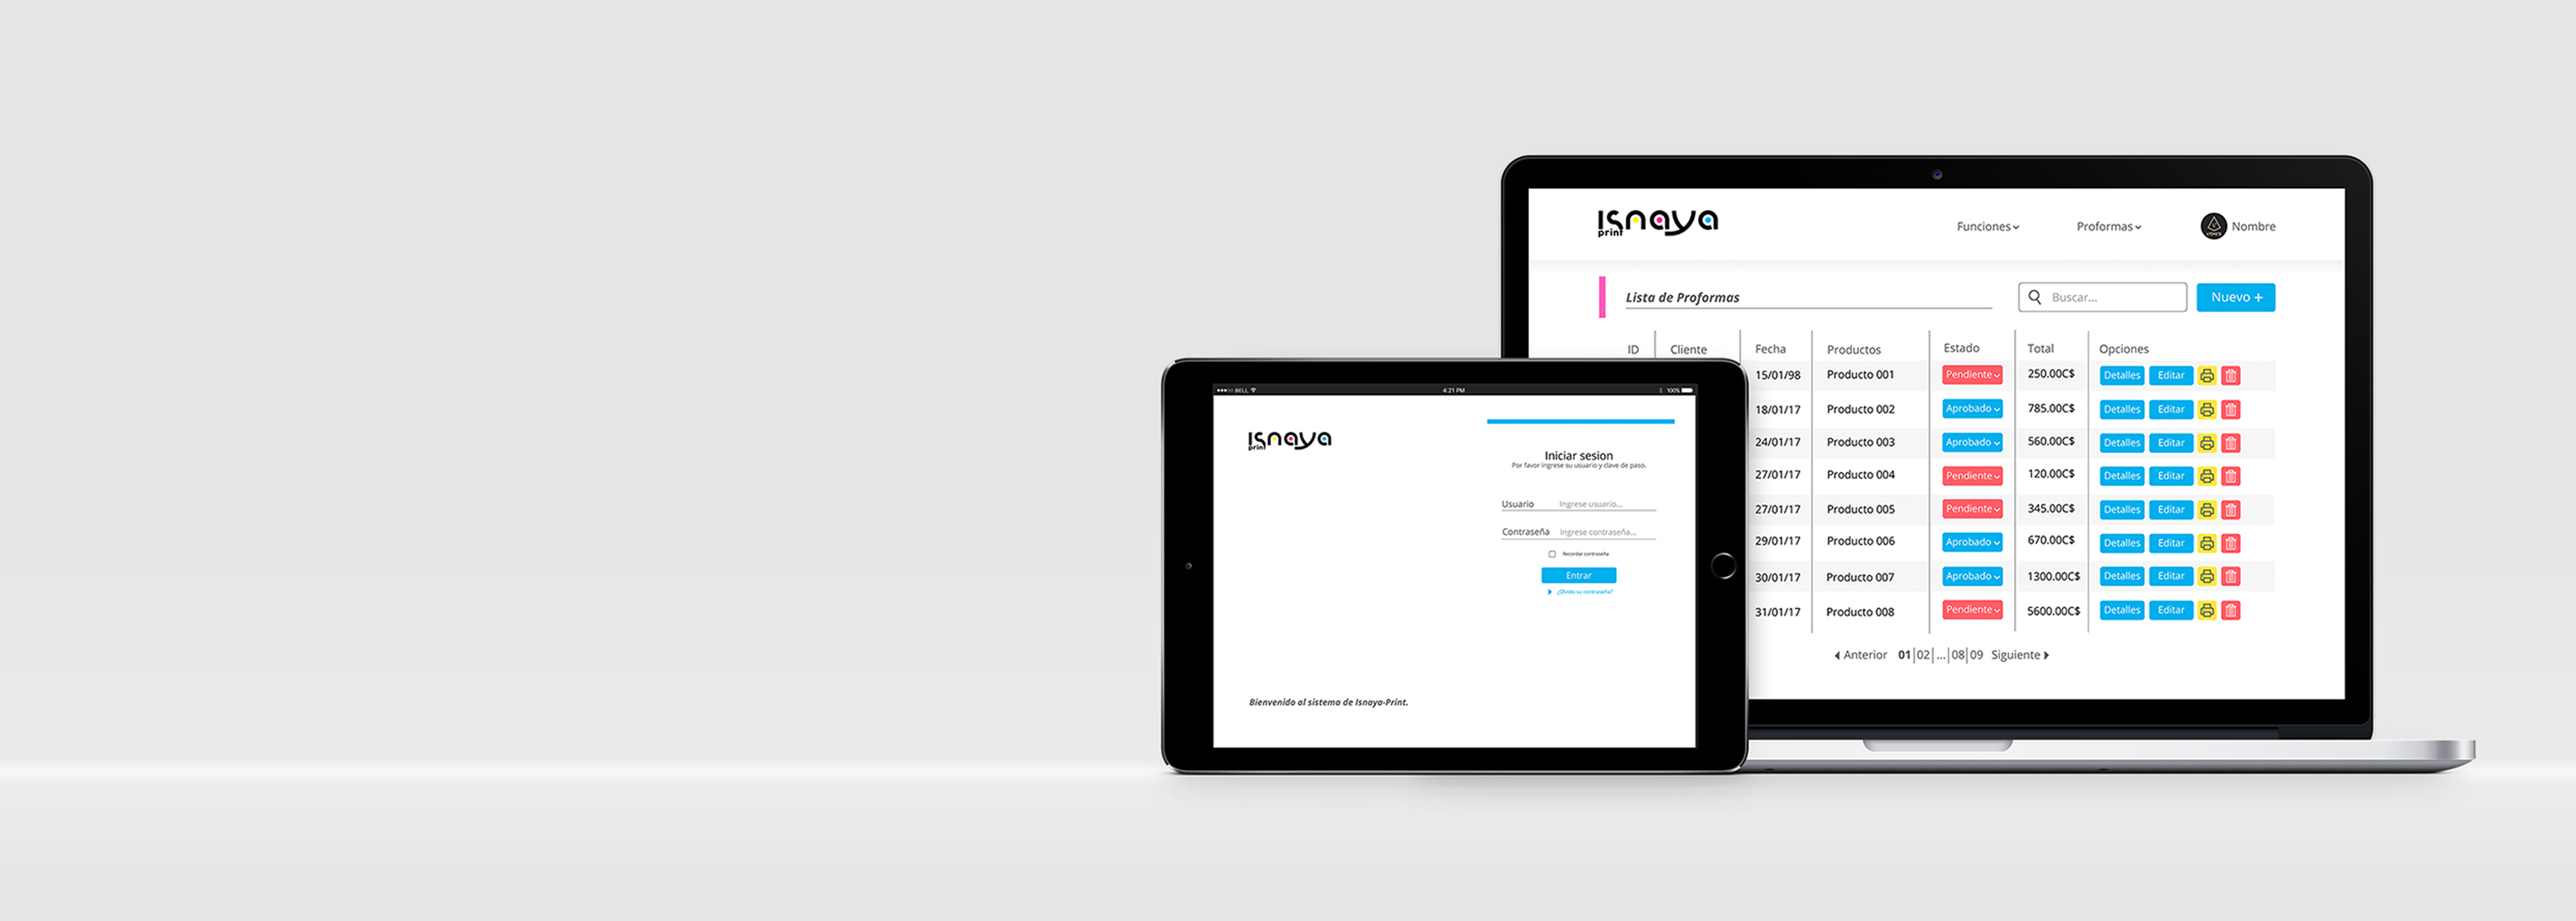 Isnaya
print
Funciones
Proformas
Nombre
Lista de Proformas
Buscar...
Nuevo +
ID Cliente Fecha Productos Estado Total Opciones
15/01/98 Producto 001 Pendiente 250.00C$ Detalles Editar
18/01/17 Producto 002 Aprobado 785.00C$ Detalles Editar
24/01/17 Producto 003 Aprobado 560.00C$ Detalles Editar
27/01/17 Producto 004 Pendiente 120.00C$ Detalles Editar
27/01/17 Producto 005 Pendiente 345.00C$ Detalles Editar
29/01/17 Producto 006 Aprobado 670.00C$ Detalles Editar
30/01/17 Producto 007 Aprobado 1300.00C$ Detalles Editar
31/01/17 Producto 008 Pendiente 5600.00C$ Detalles Editar
Anterior 01|02|...|08|09 Siguiente
BELL 4:21 PM 100%
Isnaya
print
Iniciar sesion
Por favor ingrese su usuario y clave de paso.
Usuario Ingrese usuario...
Contraseña Ingrese contraseña...
Recordar contraseña
Entrar
¿Olvido su contraseña?
Bienvenido al sistema de Isnaya-Print.